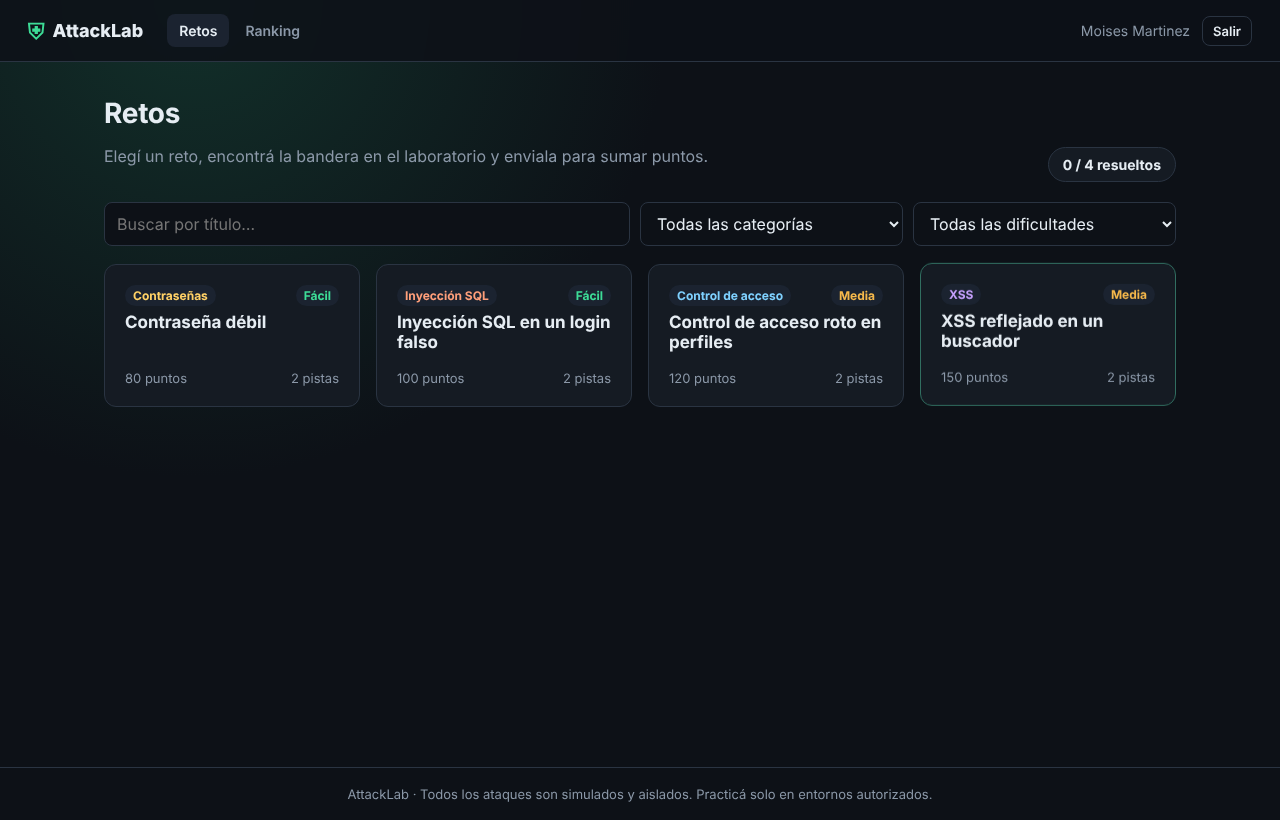 AttackLab
Retos
Ranking
Moises Martinez
Salir
Retos
Elegí un reto, encontrá la bandera en el laboratorio y enviala para sumar puntos.
0 / 4 resueltos
Buscar por título...
Todas las categorías
Todas las dificultades
Contraseñas
Fácil
Contraseña débil
80 puntos
2 pistas
Inyección SQL
Fácil
Inyección SQL en un login
falso
100 puntos
2 pistas
Control de acceso
Media
Control de acceso roto en
perfiles
120 puntos
2 pistas
XSS
Media
XSS reflejado en un
buscador
150 puntos
2 pistas
AttackLab · Todos los ataques son simulados y aislados. Practicá solo en entornos autorizados.